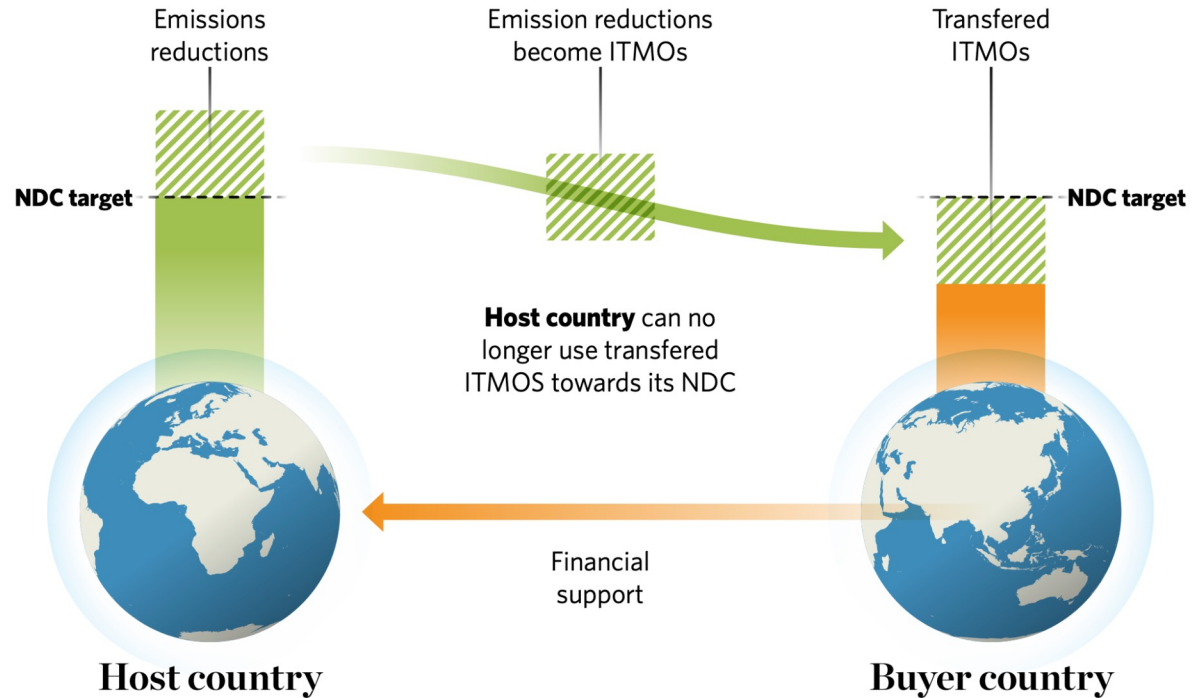 Emissions
reductions
Emission reductions
become ITMOs
Transfered
ITMOs
NDC target
NDC target
Host country can no
longer use transfered
ITMOS towards its NDC
Financial
support
Host country
Buyer country